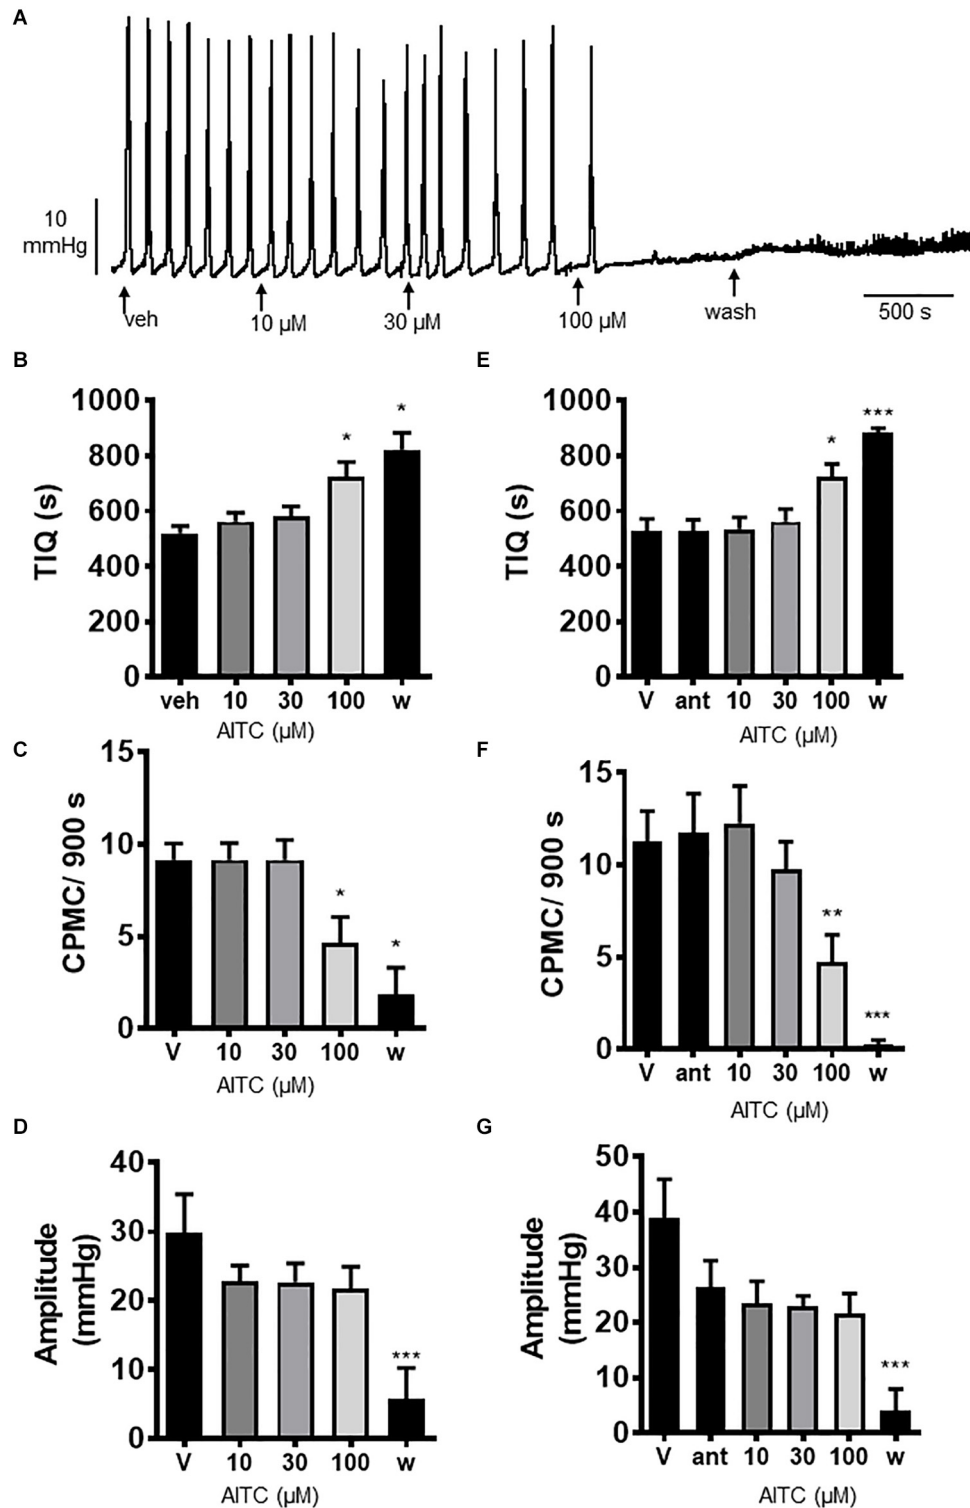 A
10
mmHg
veh
10 µM
30 µM
100 µM
wash
500 s
B
TIQ (s)
1000
800
600
400
200
0
*
*
veh 10 30 100 w
AITC (µM)
E
TIQ (s)
1000
800
600
400
200
0
*
***
V ant 10 30 100 w
AITC (µM)
C
CPMC/ 900 s
15
10
5
0
*
*
V 10 30 100 w
AITC (µM)
F
CPMC/ 900 s
15
10
5
0
**
***
V ant 10 30 100 w
AITC (µM)
D
Amplitude
(mmHg)
40
30
20
10
0
***
V 10 30 100 w
AITC (µM)
G
Amplitude
(mmHg)
50
40
30
20
10
0
***
V ant 10 30 100 w
AITC (µM)